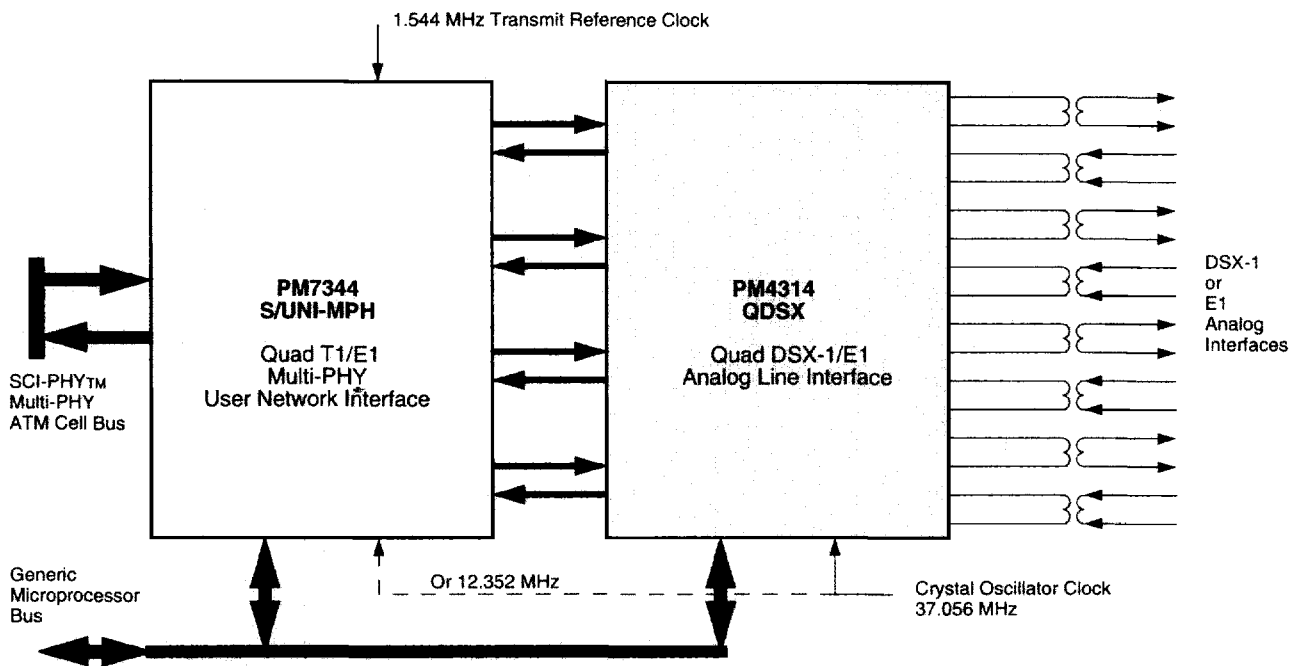 1.544 MHz Transmit Reference Clock
PM7344
S/UNI-MPH
Quad T1/E1
Multi-PHY
User Network Interface
PM4314
QDSX
Quad DSX-1/E1
Analog Line Interface
DSX-1
or
E1
Analog
Interfaces
SCI-PHY™
Multi-PHY
ATM Cell Bus
Generic
Microprocessor
Bus
Or 12.352 MHz
Crystal Oscillator Clock
37.056 MHz